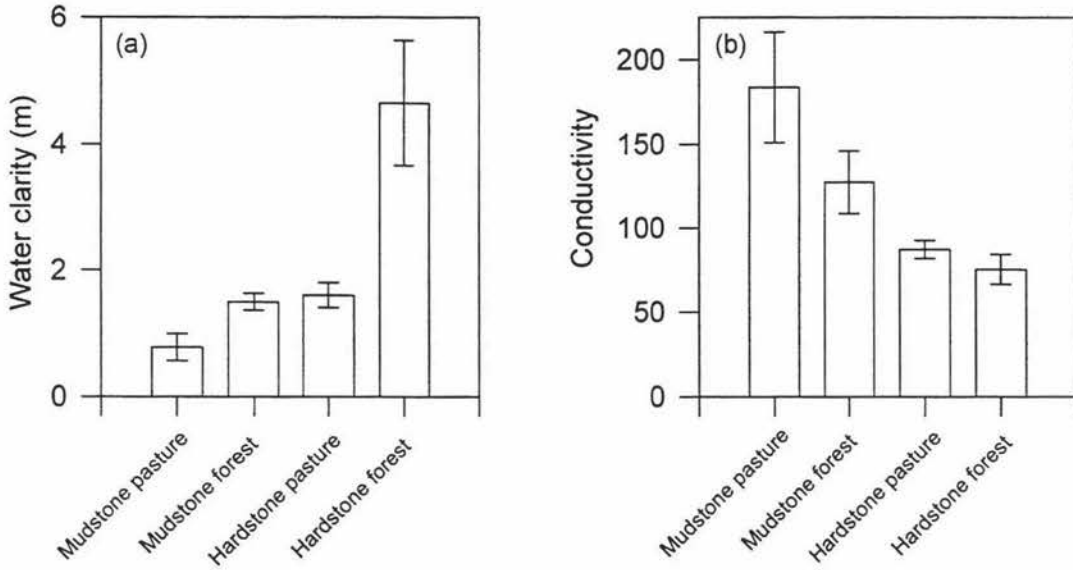 (a)
Water clarity (m)
6
4
2
0
Mudstone pasture
Mudstone forest
Hardstone pasture
Hardstone forest
(b)
Conductivity
200
150
100
50
0
Mudstone pasture
Mudstone forest
Hardstone pasture
Hardstone forest